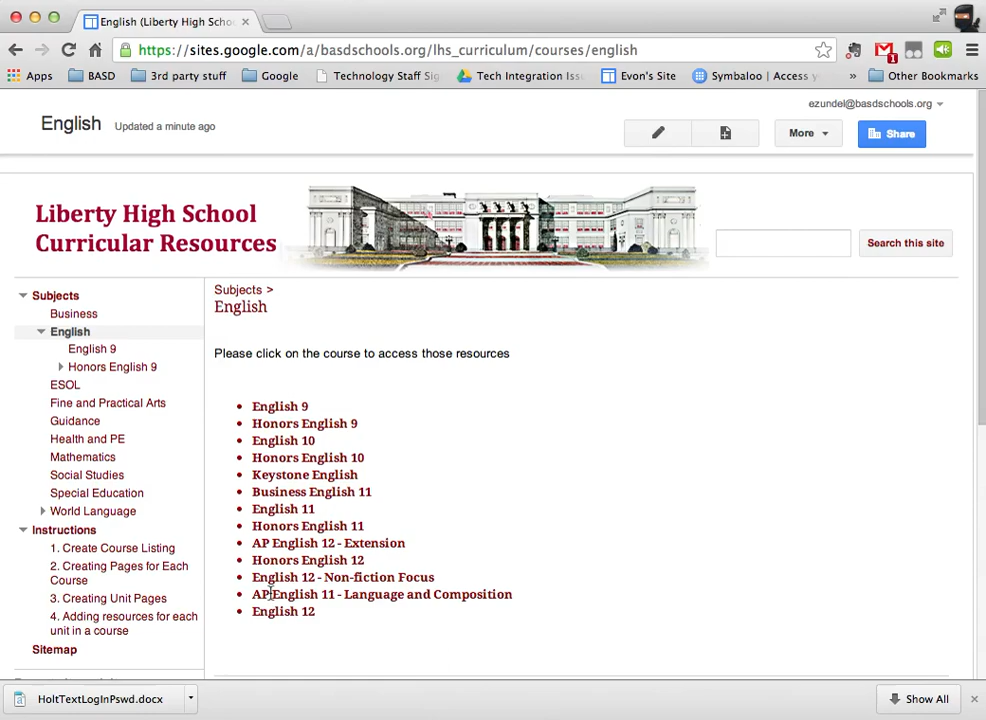 English (Liberty High Scho
https://sites.google.com/a/basdschools.org/lhs_curriculum/courses/english
1
Apps BASD 3rd party stuff Google Technology Staff Sig Tech Integration Iss Evon's Site Symbaloo | Access y » Other Bookmarks
ezundel@basdschools.org
English Updated a minute ago
More
Share
Liberty High School
Curricular Resources
Search this site
Subjects
Business
English
English 9
Honors English 9
ESOL
Fine and Practical Arts
Guidance
Health and PE
Mathematics
Social Studies
Special Education
World Language
Instructions
1. Create Course Listing
2. Creating Pages for Each
Course
3. Creating Unit Pages
4. Adding resources for each
unit in a course
Sitemap
Subjects >
English
Please click on the course to access those resources
• English 9
• Honors English 9
• English 10
• Honors English 10
• Keystone English
• Business English 11
• English 11
• Honors English 11
• AP English 12 - Extension
• Honors English 12
• English 12 - Non-fiction Focus
• AP English 11 - Language and Composition
• English 12
HoltTextLogInPswd.docx
Show All